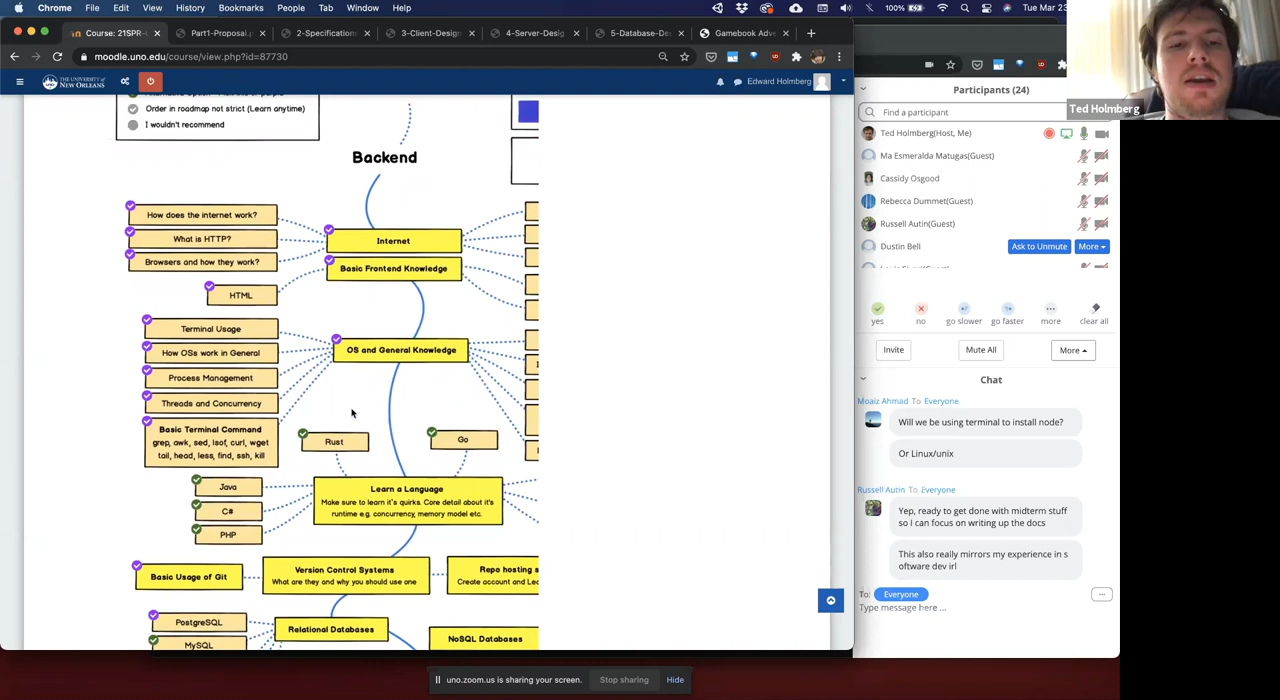 Chrome File Edit View History Bookmarks People Tab Window Help
100% Tue Mar 23
Course: 21SPR-
Part1-Proposal.p
2-Specifications
3-Client-Design
4-Server-Design
5-Database-De
Gamebook Adve
moodle.uno.edu/course/view.php?id=87730
THE UNIVERSITY of
NEW ORLEANS
Edward Holmberg
Order in roadmap not strict (Learn anytime)
I wouldn't recommend
Backend
How does the internet work?
What is HTTP?
Browsers and how they work?
HTML
Internet
Basic Frontend Knowledge
Terminal Usage
How OSs work in General
Process Management
Threads and Concurrency
Basic Terminal Command
grep, awk, sed, lsof, curl, wget
tail, head, less, find, ssh, kill
OS and General Knowledge
Rust
Go
Java
C#
PHP
Learn a Language
Make sure to learn it's quirks. Core detail about it's
runtime e.g. concurrency, memory model etc.
Basic Usage of Git
Version Control Systems
What are they and why you should use one
Repo hosting s
Create account and Lea
PostgreSQL
MySQL
Relational Databases
NoSQL Databases
uno.zoom.us is sharing your screen.
Stop sharing
Hide
Ted Holmberg
Participants (24)
Find a participant
Ted Holmberg(Host, Me)
Ma Esmeralda Matugas(Guest)
Cassidy Osgood
Rebecca Dummet(Guest)
Russell Autin(Guest)
Dustin Bell
Ask to Unmute
More
yes
no
go slower
go faster
more
clear all
Invite
Mute All
More
Chat
Moaiz Ahmad To Everyone
Will we be using terminal to install node?
Or Linux/unix
Russell Autin To Everyone
Yep, ready to get done with midterm stuff
so I can focus on writing up the docs
This also really mirrors my experience in s
oftware dev irl
To: Everyone
Type message here ...